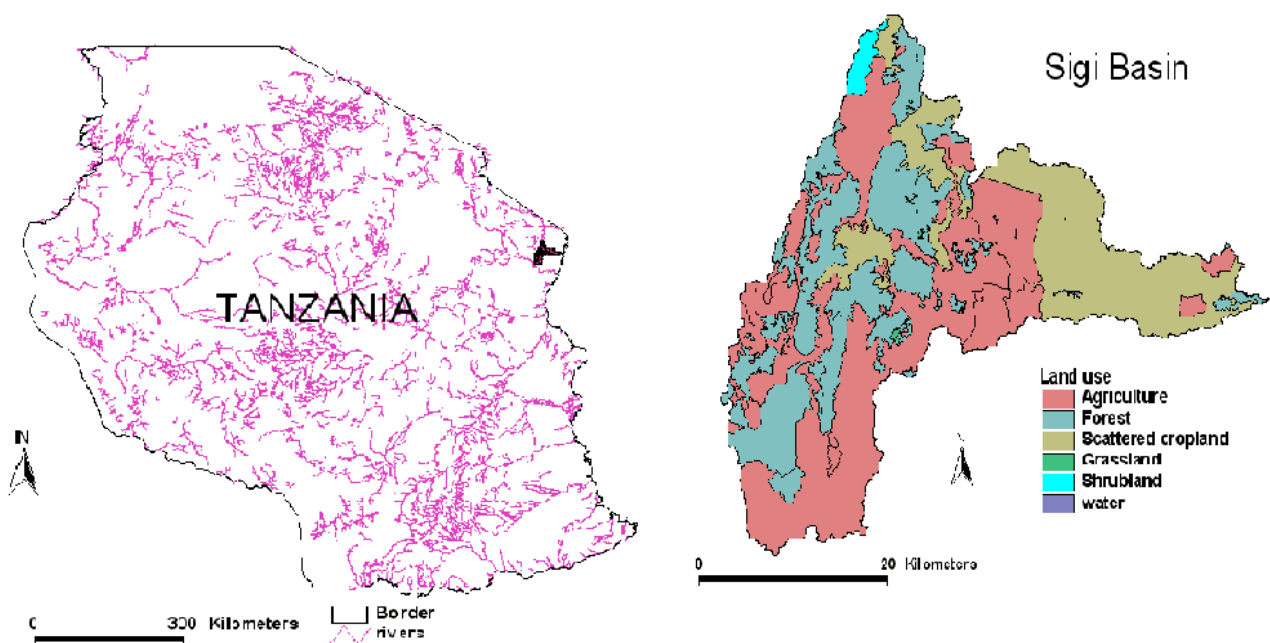 TANZANIA
N
0 300 Kilometers
Border
rivers
Sigi Basin
Land use
Agriculture
Forest
Scattered cropland
Grassland
Shrubland
water
0 20 Kilometers